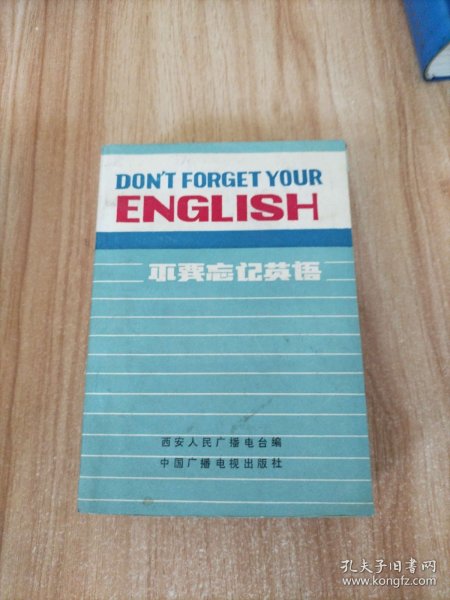 DON'T FORGET YOUR
ENGLISH
不要忘记英语
西安人民广播电台编
中国广播电视出版社
孔夫子旧书网
www.kongfz.com